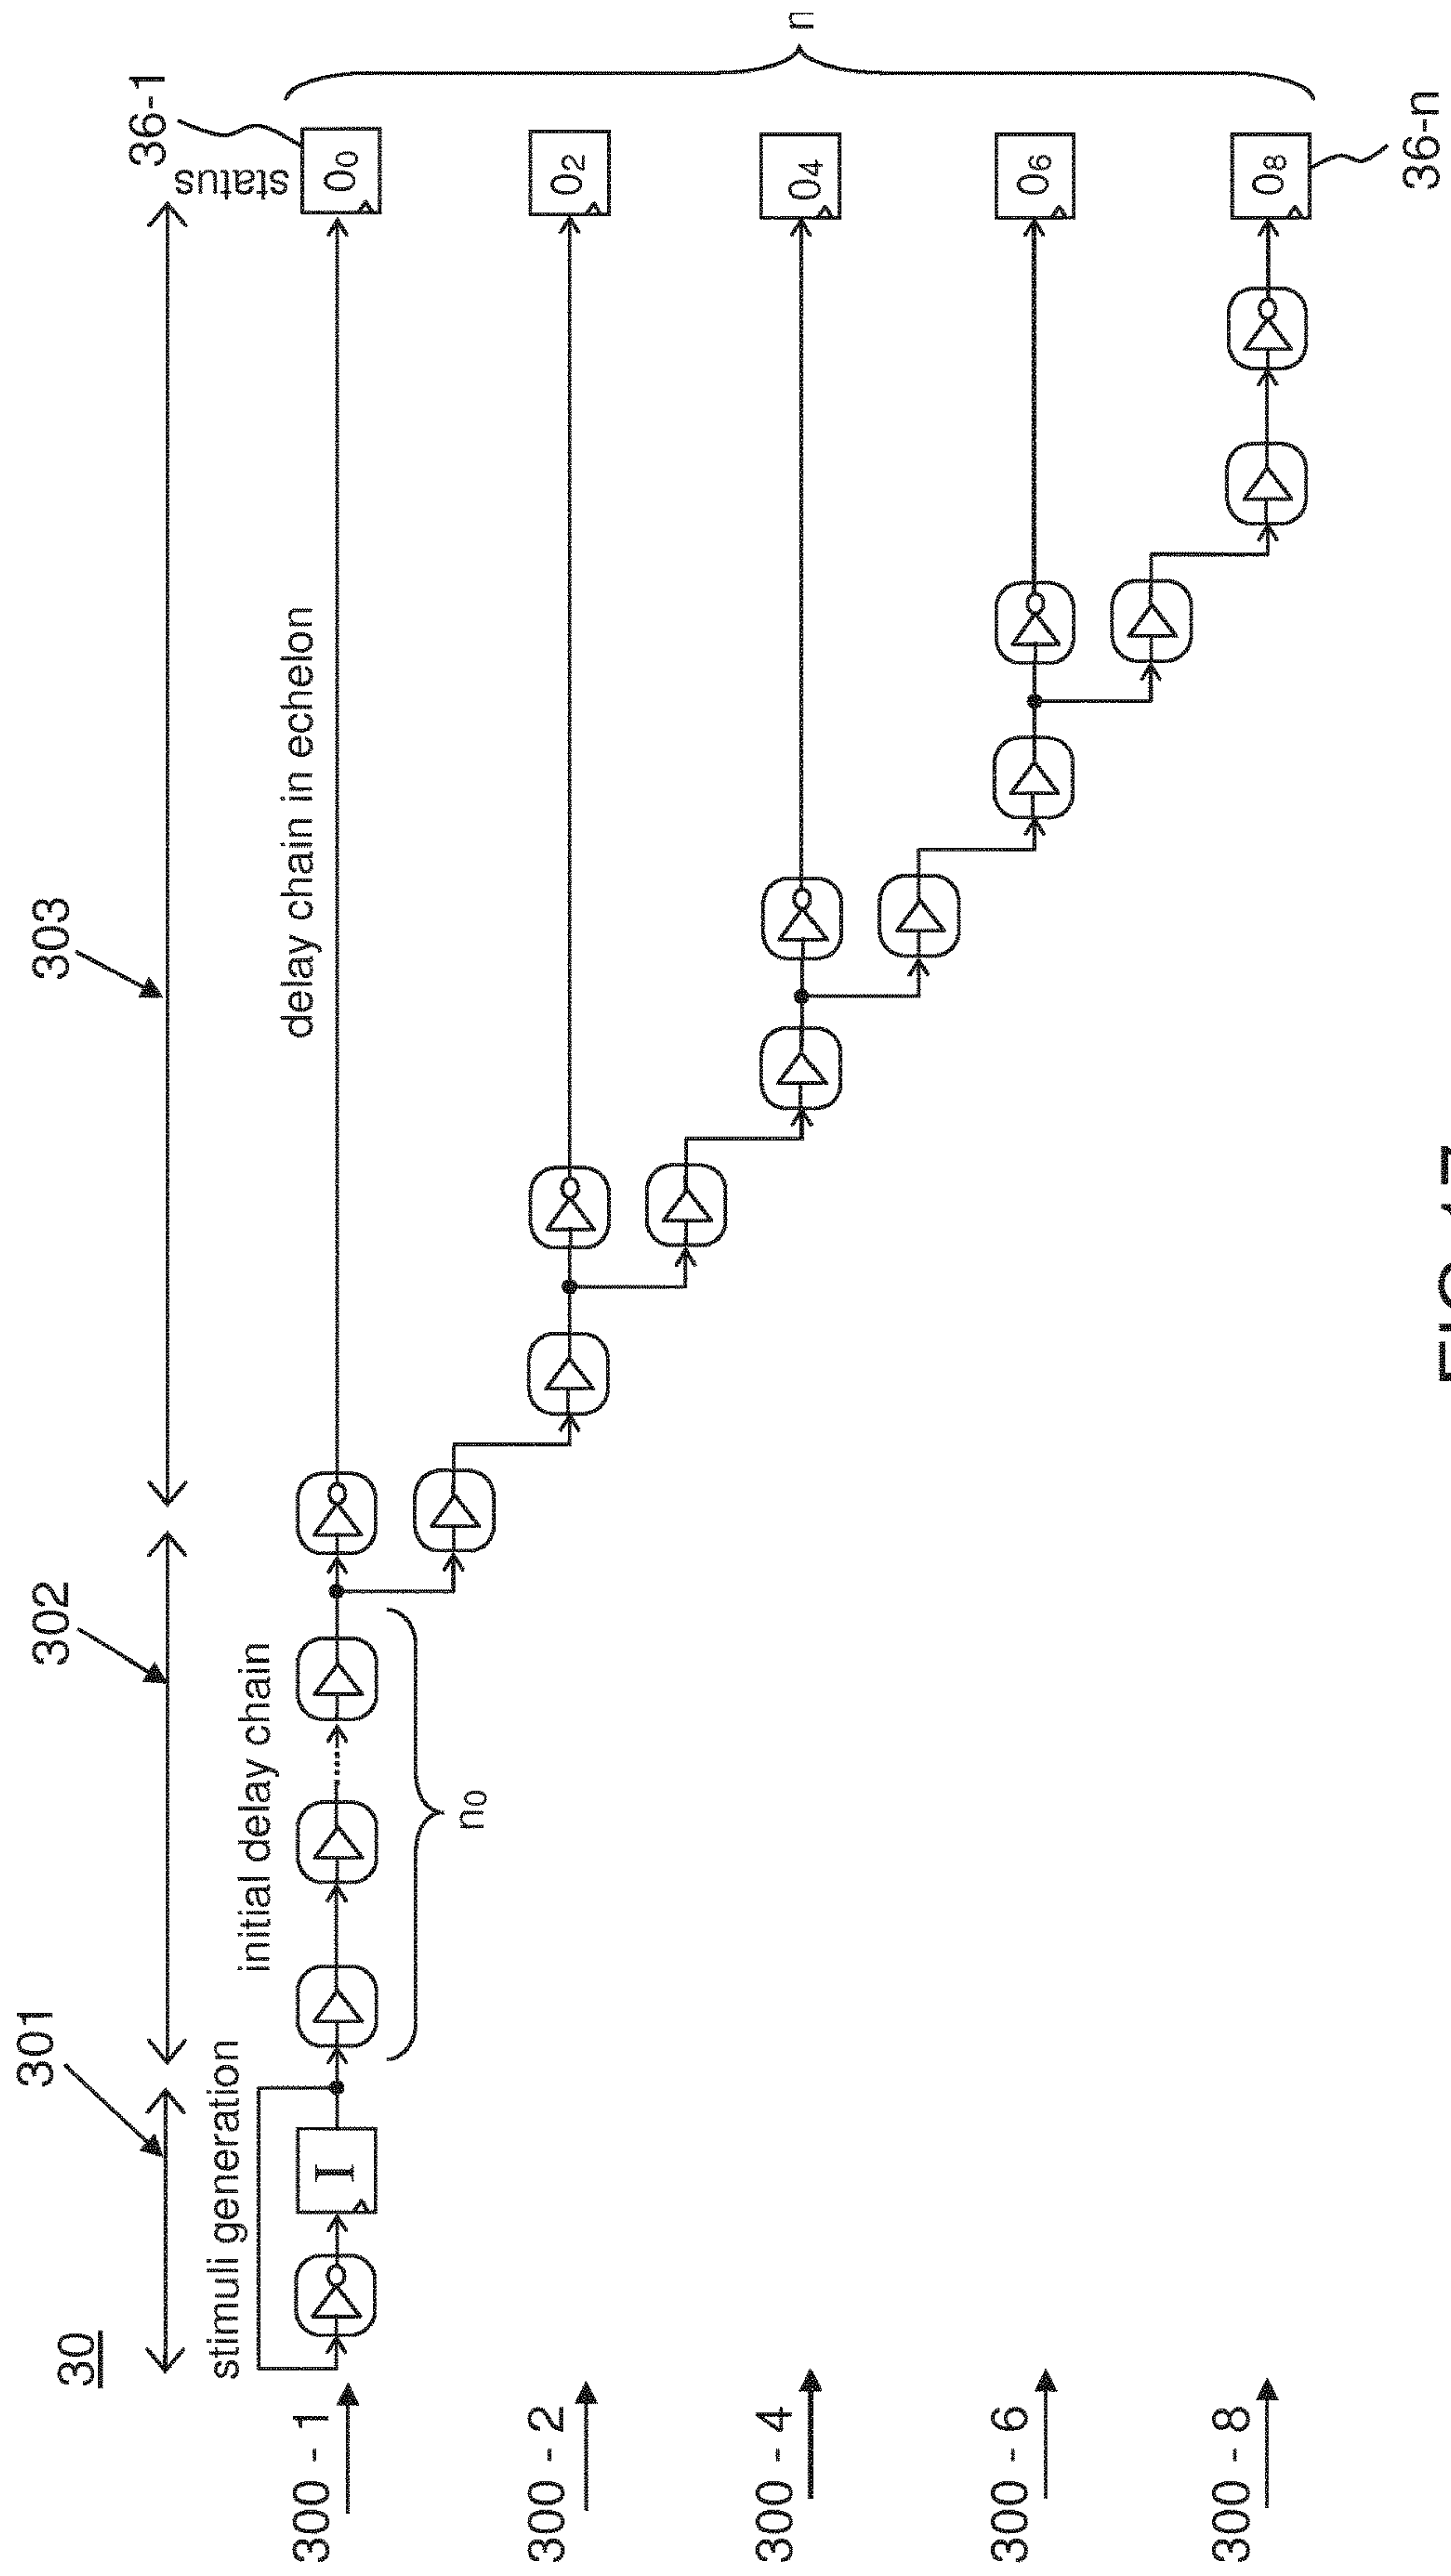 30
301
302
303
36-1
stimuli generation
initial delay chain
delay chain in echelon
status
300 - 1
I
n0
O0
n
300 - 2
O2
300 - 4
O4
300 - 6
O6
300 - 8
O8
36-n